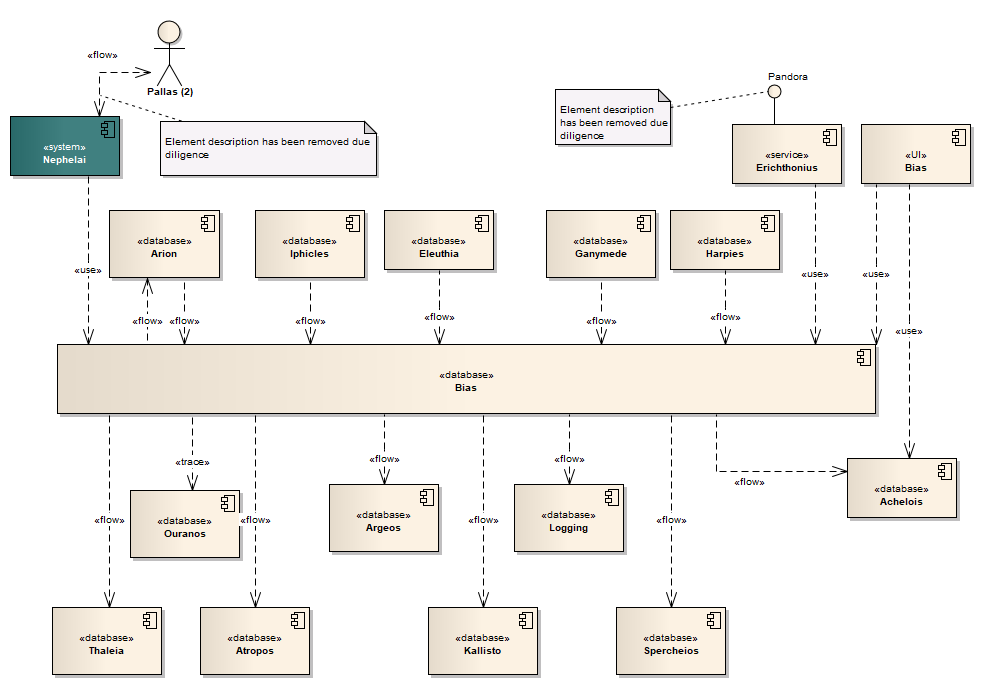 «flow»
Pallas (2)
Pandora
Element description
has been removed due
diligence
Element description has been removed due
diligence
«system»
Nephelai
«service»
Erichthonius
«UI»
Bias
«database»
Arion
«database»
Iphicles
«database»
Eleuthia
«database»
Ganymede
«database»
Harpies
«use»
«use»
«use»
«flow»
«flow»
«flow»
«flow»
«flow»
«flow»
«use»
«database»
Bias
«trace»
«flow»
«flow»
«flow»
«database»
Achelois
«database»
Ouranos
«database»
Argeos
«database»
Logging
«flow»
«flow»
«flow»
«flow»
«database»
Thaleia
«database»
Atropos
«database»
Kallisto
«database»
Spercheios